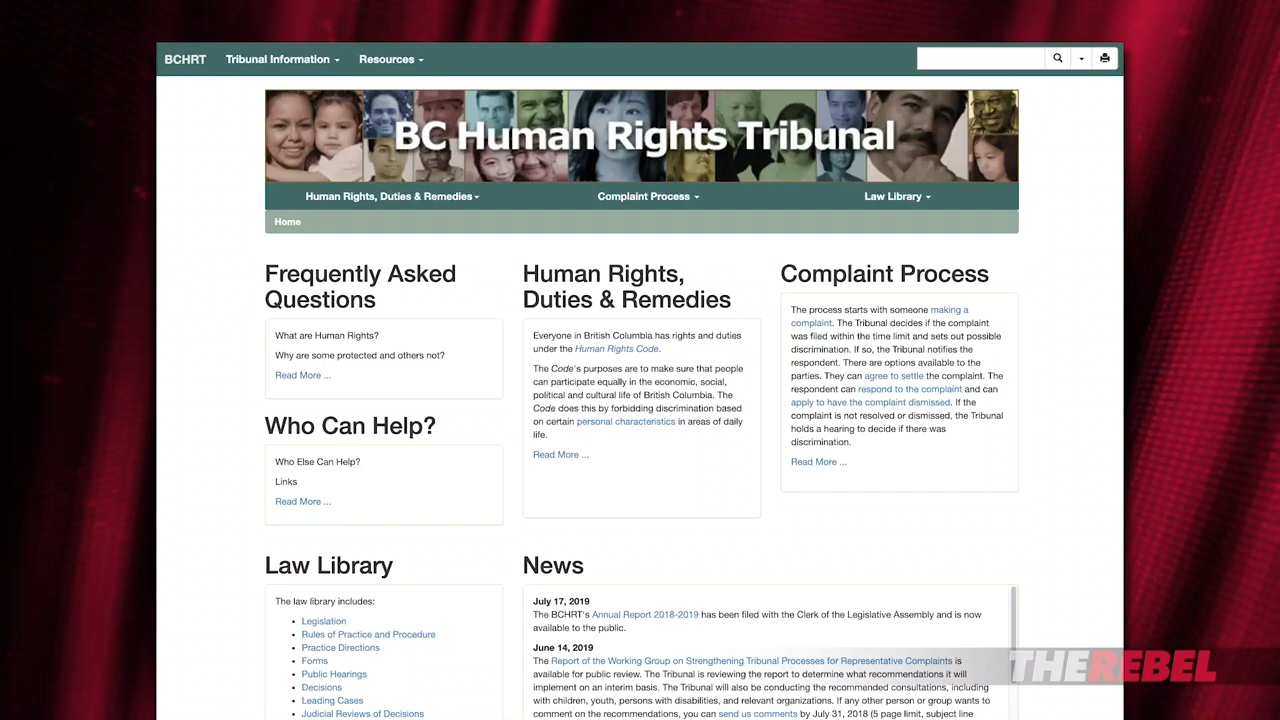 BCHRT Tribunal Information Resources
BC Human Rights Tribunal
Human Rights, Duties & Remedies Complaint Process Law Library
Home
Frequently Asked
Questions
What are Human Rights?
Why are some protected and others not?
Read More ...
Who Can Help?
Who Else Can Help?
Links
Read More ...
Human Rights,
Duties & Remedies
Everyone in British Columbia has rights and duties
under the Human Rights Code.
The Code's purposes are to make sure that people
can participate equally in the economic, social,
political and cultural life of British Columbia. The
Code does this by forbidding discrimination based
on certain personal characteristics in areas of daily
life.
Read More ...
Complaint Process
The process starts with someone making a
complaint. The Tribunal decides if the complaint
was filed within the time limit and sets out possible
discrimination. If so, the Tribunal notifies the
respondent. There are options available to the
parties. They can agree to settle the complaint. The
respondent can respond to the complaint and can
apply to have the complaint dismissed. If the
complaint is not resolved or dismissed, the Tribunal
holds a hearing to decide if there was
discrimination.
Read More ...
Law Library
The law library includes:
• Legislation
• Rules of Practice and Procedure
• Practice Directions
• Forms
• Public Hearings
• Decisions
• Leading Cases
• Judicial Reviews of Decisions
News
July 17, 2019
The BCHRT's Annual Report 2018-2019 has been filed with the Clerk of the Legislative Assembly and is now
available to the public.
June 14, 2019
The Report of the Working Group on Strengthening Tribunal Processes for Representative Complaints is
available for public review. The Tribunal is reviewing the report to determine what recommendations it will
implement on an interim basis. The Tribunal will also be conducting the recommended consultations, including
with children, youth, persons with disabilities, and relevant organizations. If any other person or group wants to
comment on the recommendations, you can send us comments by July 31, 2018 (5 page limit, subject line
THE REBEL